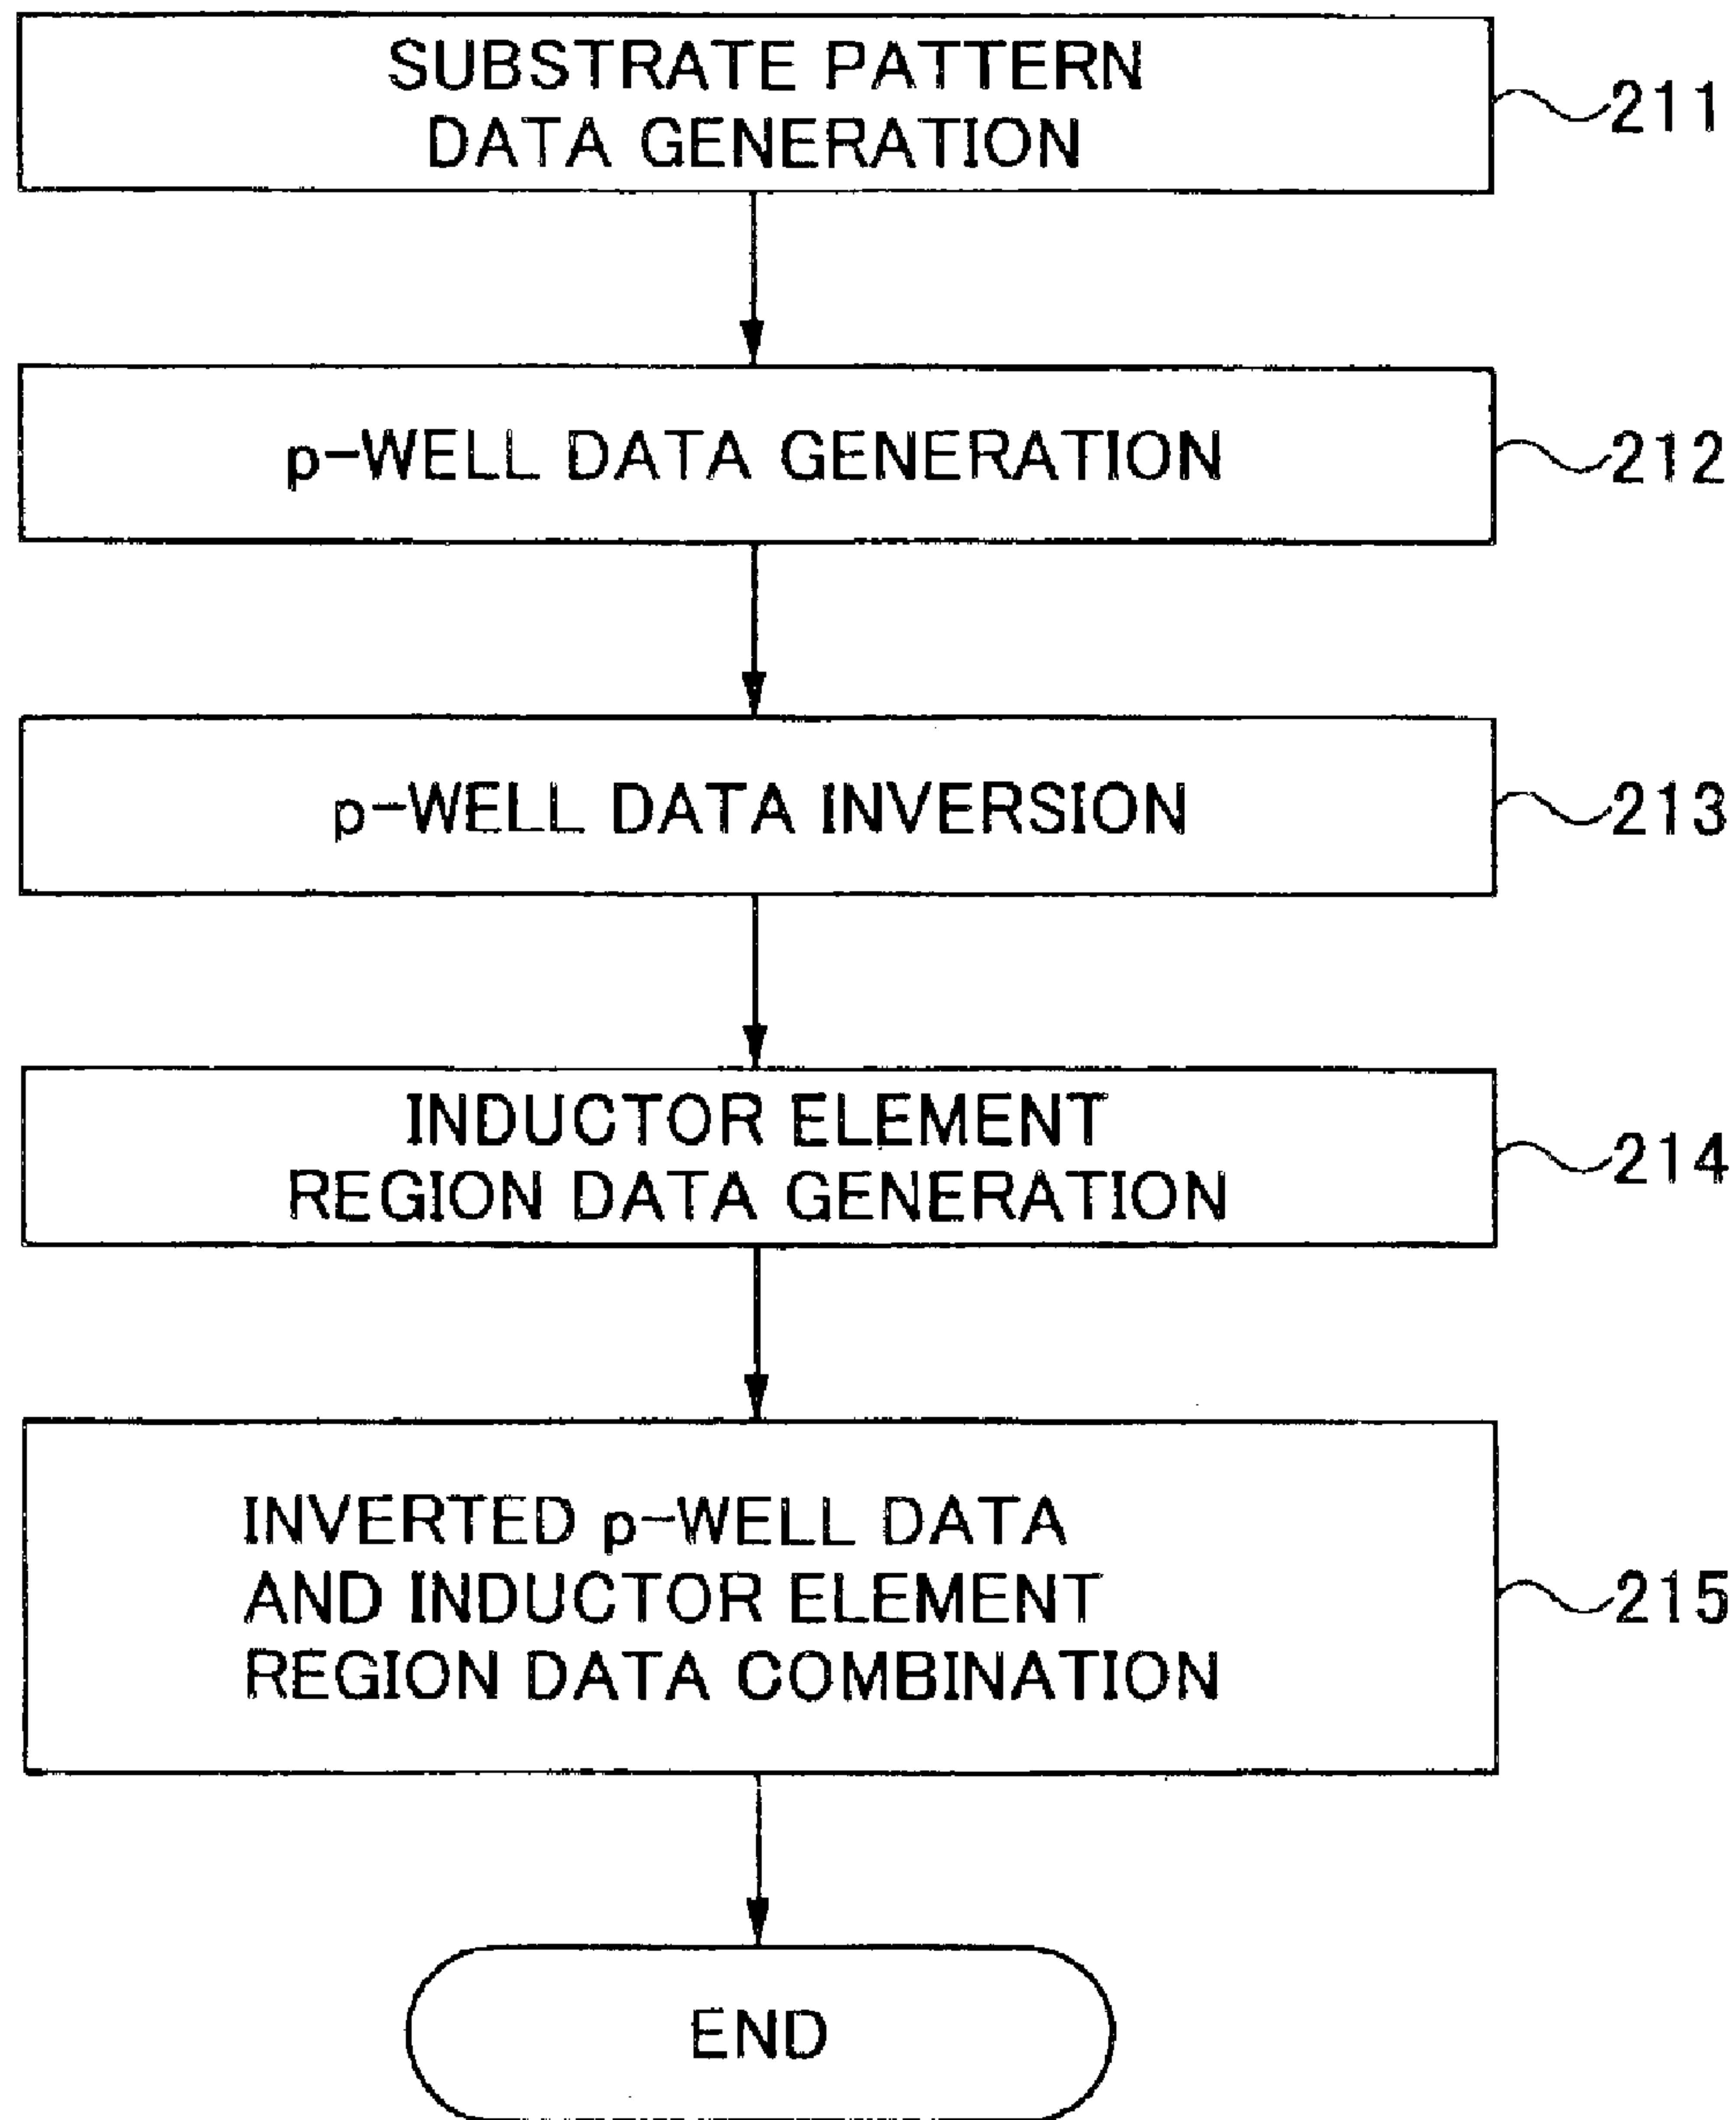 SUBSTRATE PATTERN
DATA GENERATION
211
p-WELL DATA GENERATION
212
p-WELL DATA INVERSION
213
INDUCTOR ELEMENT
REGION DATA GENERATION
214
INVERTED p-WELL DATA
AND INDUCTOR ELEMENT
REGION DATA COMBINATION
215
END